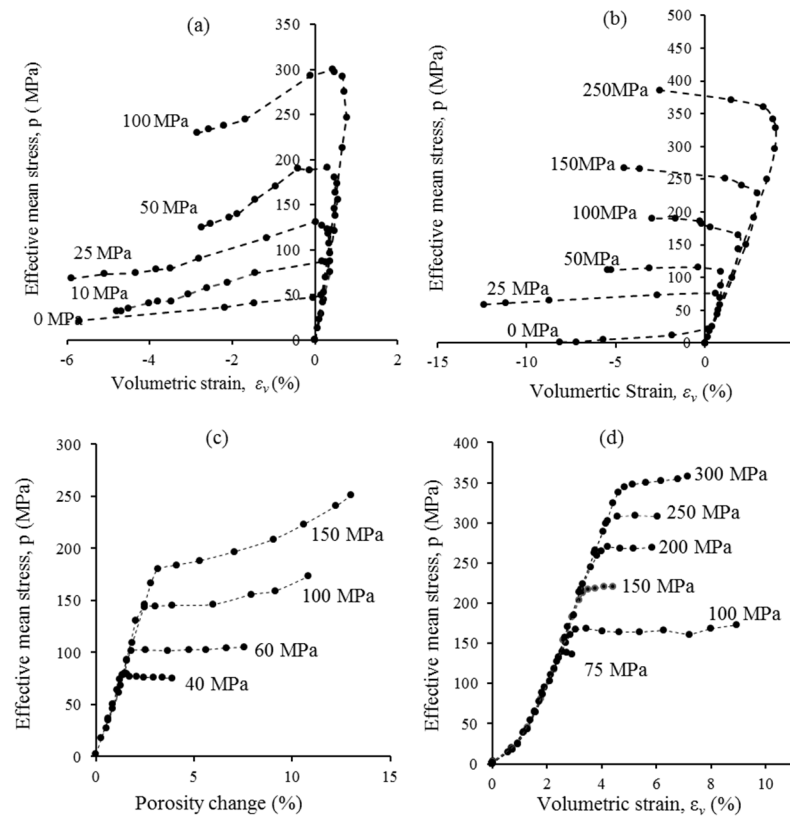 (a)
Effective mean stress, p ( MPa)
350
300
250
200
150
100
50
0
100 MPa
50 MPa
25 MPa
10 MPa
0 MPa
-6
-4
-2
0
2
Volumetric strain, εv (%)
(b)
Effective mean stress, p (MPa)
500
450
400
350
300
250
200
150
100
50
0
250MPa
150MPa
100MPa
50MPa
25 MPa
0 MPa
-15
-10
-5
0
Volumertic Strain, εv (%)
(c)
Effective mean stress, p (MPa)
300
250
200
150
100
50
0
150 MPa
100 MPa
60 MPa
40 MPa
0
5
10
15
Porosity change (%)
(d)
Effective mean stress, p (MPa)
400
350
300
250
200
150
100
50
0
300 MPa
250 MPa
200 MPa
150 MPa
100 MPa
75 MPa
0
2
4
6
8
10
Volumetric strain, εv (%)